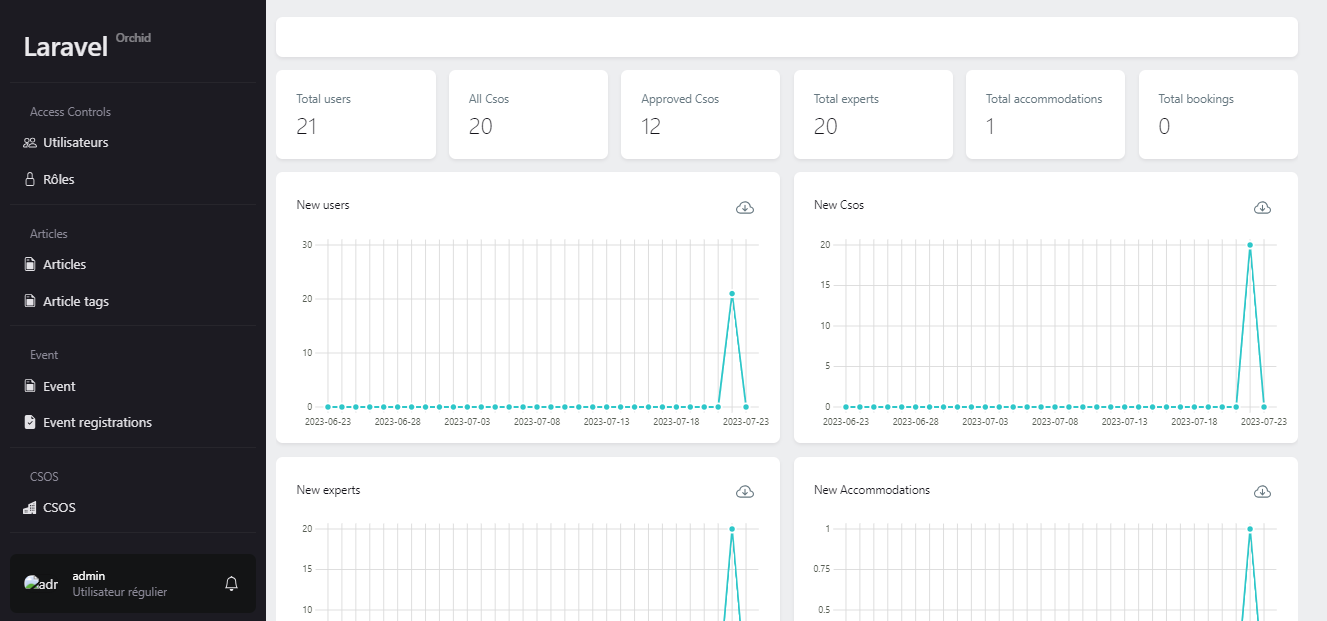 Laravel Orchid
Access Controls
Utilisateurs
Rôles
Articles
Articles
Article tags
Event
Event
Event registrations
CSOS
CSOS
adr
admin
Utilisateur régulier
Total users
21
All Csos
20
Approved Csos
12
Total experts
20
Total accommodations
1
Total bookings
0
New users
30
20
10
0
2023-06-23 2023-06-28 2023-07-03 2023-07-08 2023-07-13 2023-07-18 2023-07-23
New Csos
20
15
10
5
0
2023-06-23 2023-06-28 2023-07-03 2023-07-08 2023-07-13 2023-07-18 2023-07-23
New experts
20
15
10
New Accommodations
1
0.75
0.5